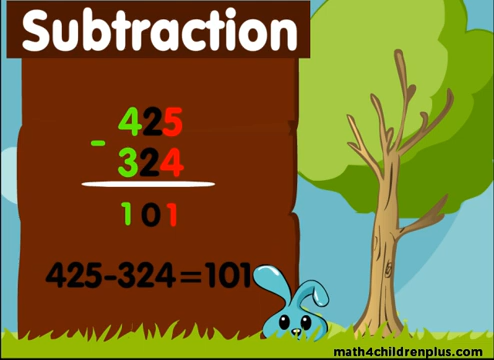 Subtraction
425
- 324
101
425-324=101
math4childrenplus.com